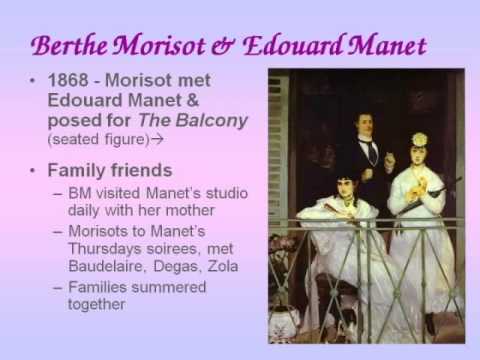 Berthe Morisot & Edouard Manet
• 1868 - Morisot met
Edouard Manet &
posed for The Balcony
(seated figure)→
• Family friends
– BM visited Manet's studio
daily with her mother
– Morisots to Manet's
Thursdays soirees, met
Baudelaire, Degas, Zola
– Families summered
together